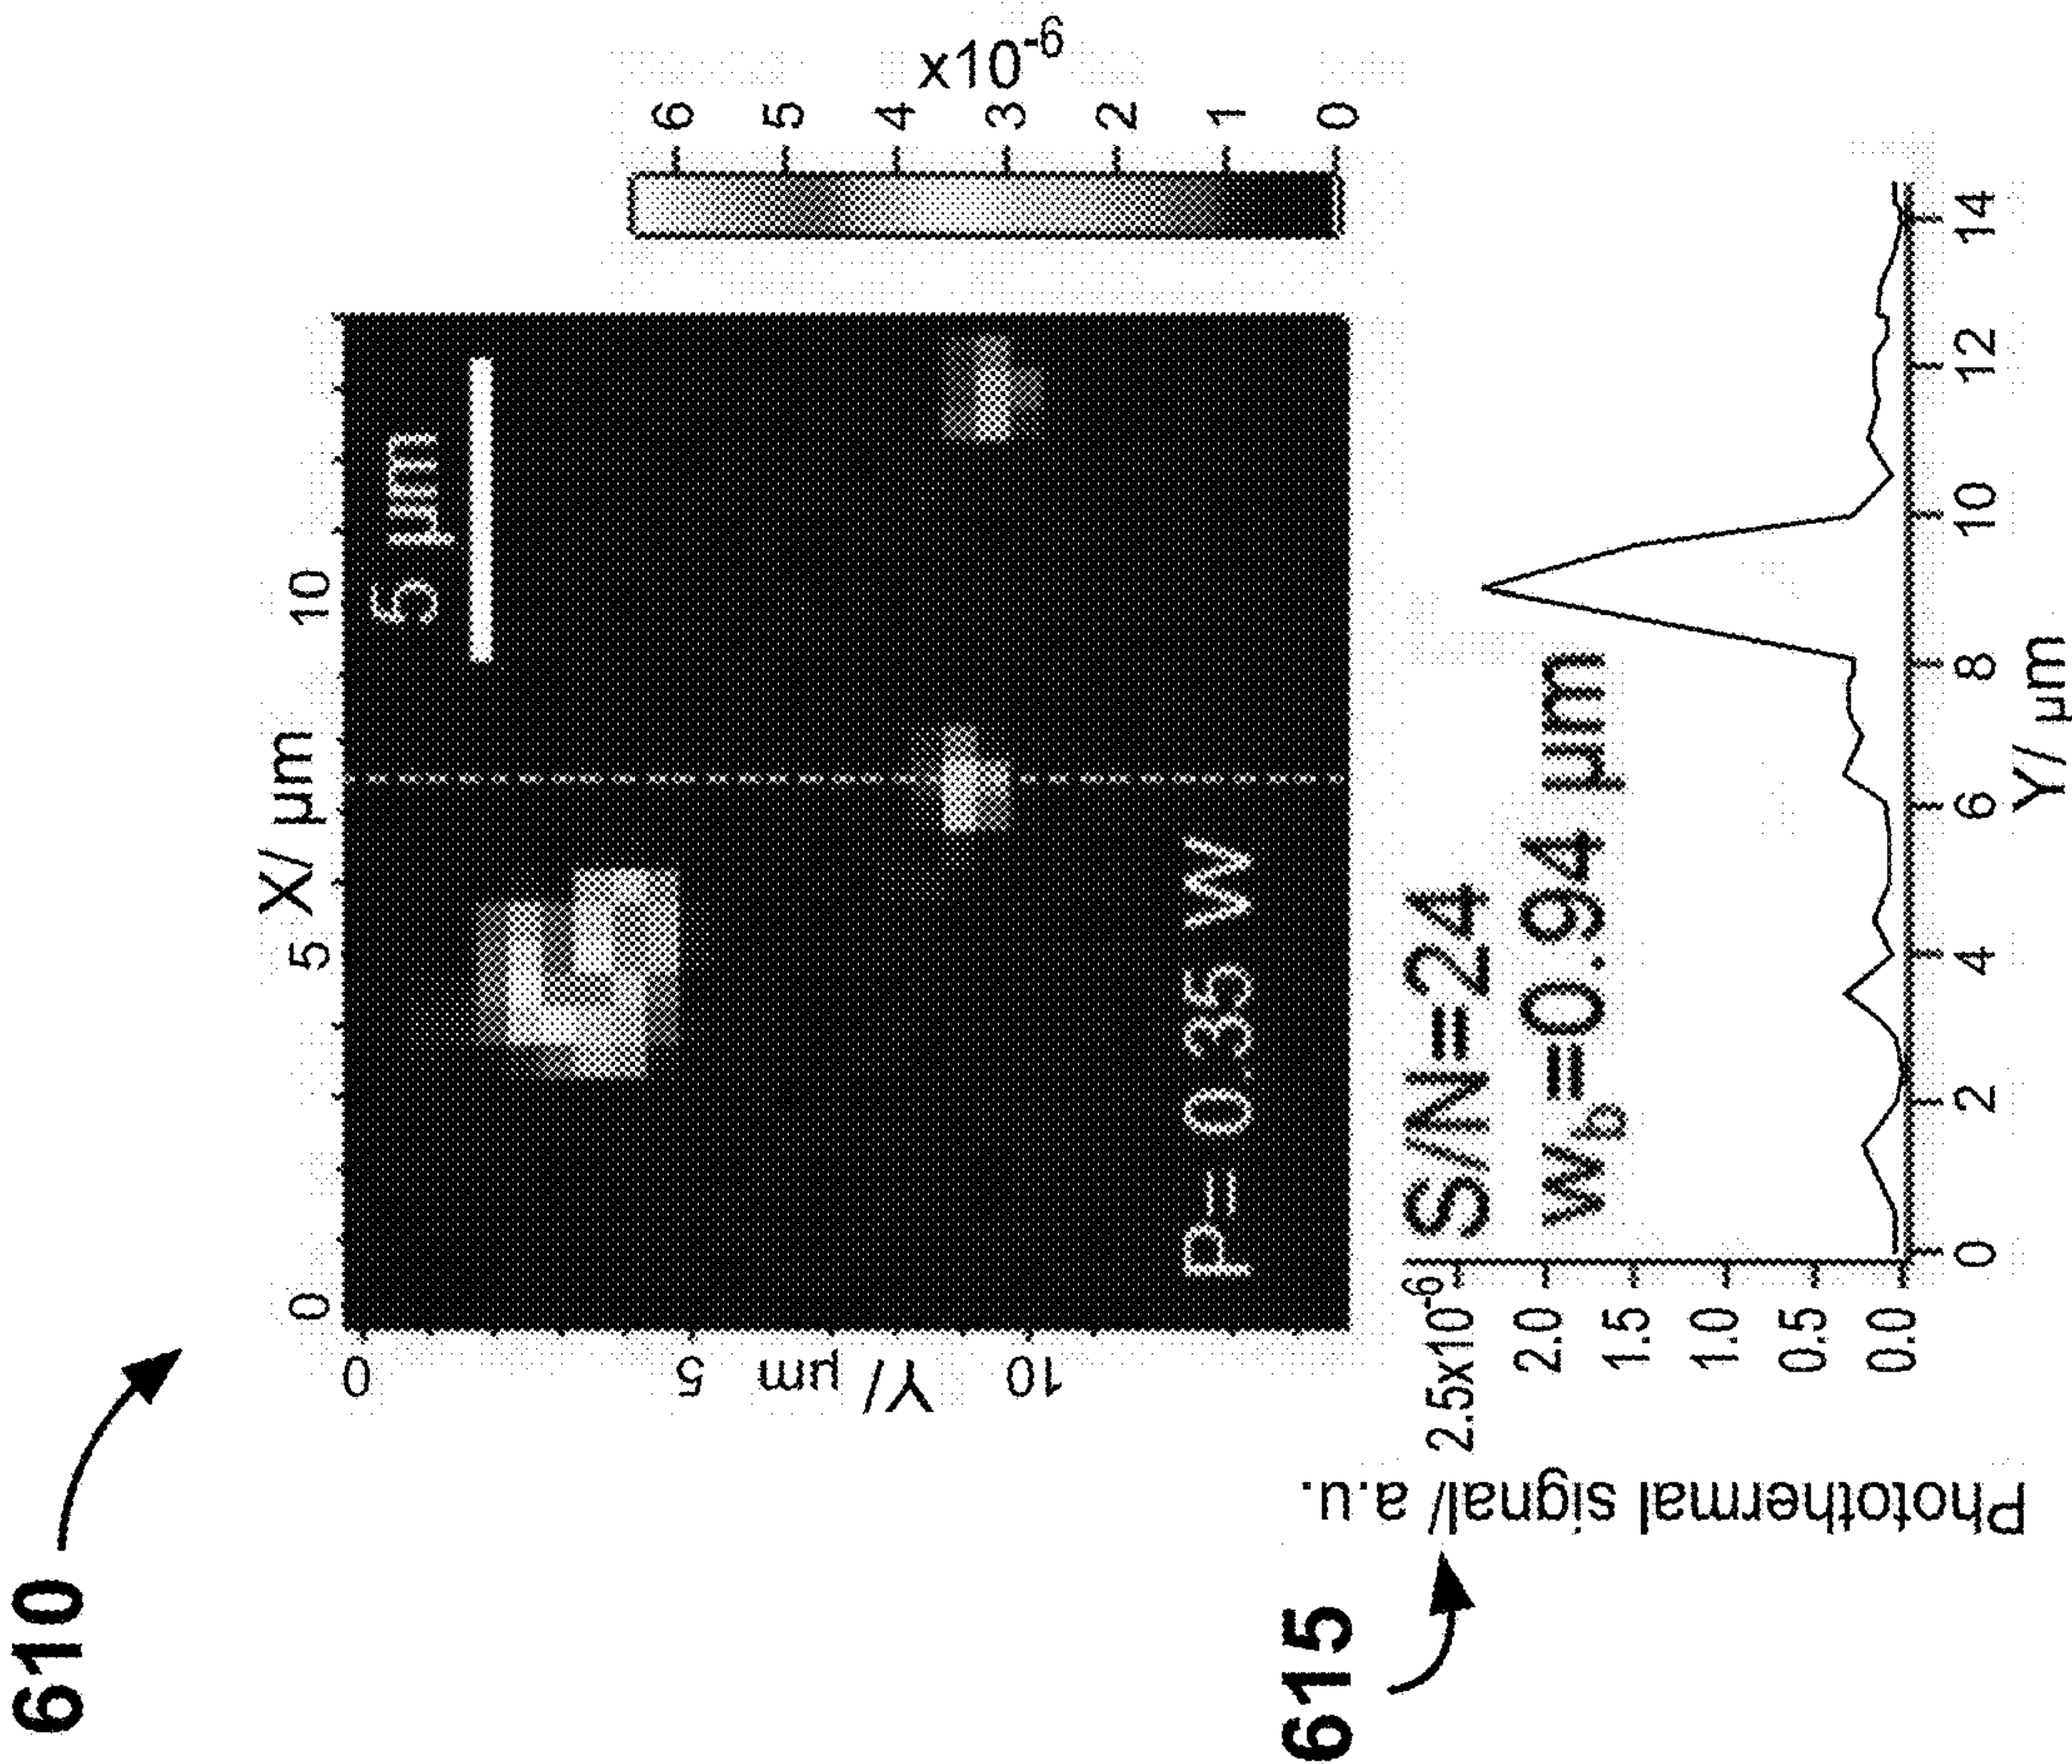 610
X/ µm
0 5 10
0
5
10
Y/ µm
5 µm
P= 0.35 W
x10⁻⁶
6
5
4
3
2
1
0
615
Photothermal signal/ a.u.
2.5x10⁻⁶
2.0
1.5
1.0
0.5
0.0
S/N=24
w_b=0.94 µm
0 2 4 6 8 10 12 14
Y/ µm